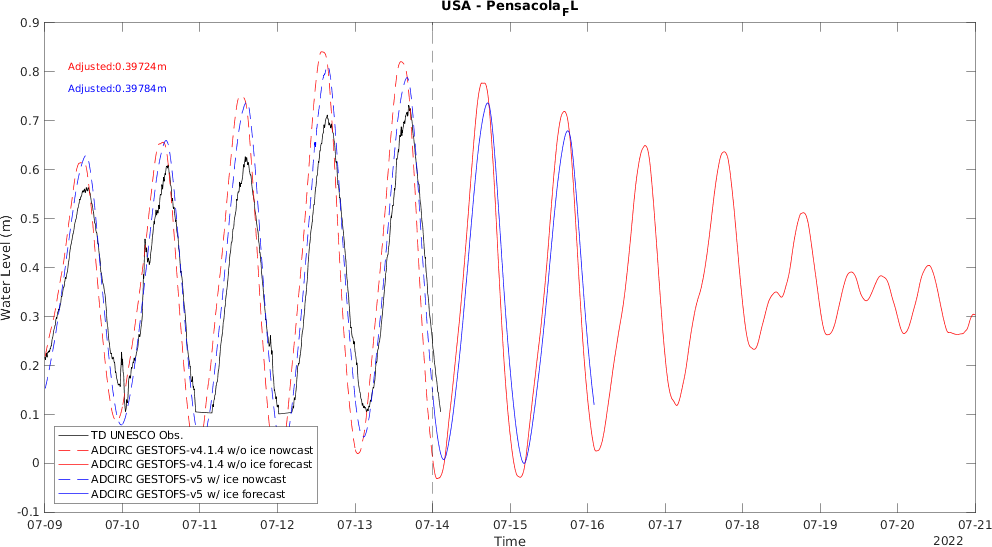 USA - Pensacola_FL
0.9
0.8
0.7
0.6
0.5
0.4
0.3
0.2
0.1
0
-0.1
Water Level (m)
Adjusted:0.39724m
Adjusted:0.39784m
TD UNESCO Obs.
ADCIRC GESTOFS-v4.1.4 w/o ice nowcast
ADCIRC GESTOFS-v4.1.4 w/o ice forecast
ADCIRC GESTOFS-v5 w/ ice nowcast
ADCIRC GESTOFS-v5 w/ ice forecast
07-09 07-10 07-11 07-12 07-13 07-14 07-15 07-16 07-17 07-18 07-19 07-20 07-21
Time
2022